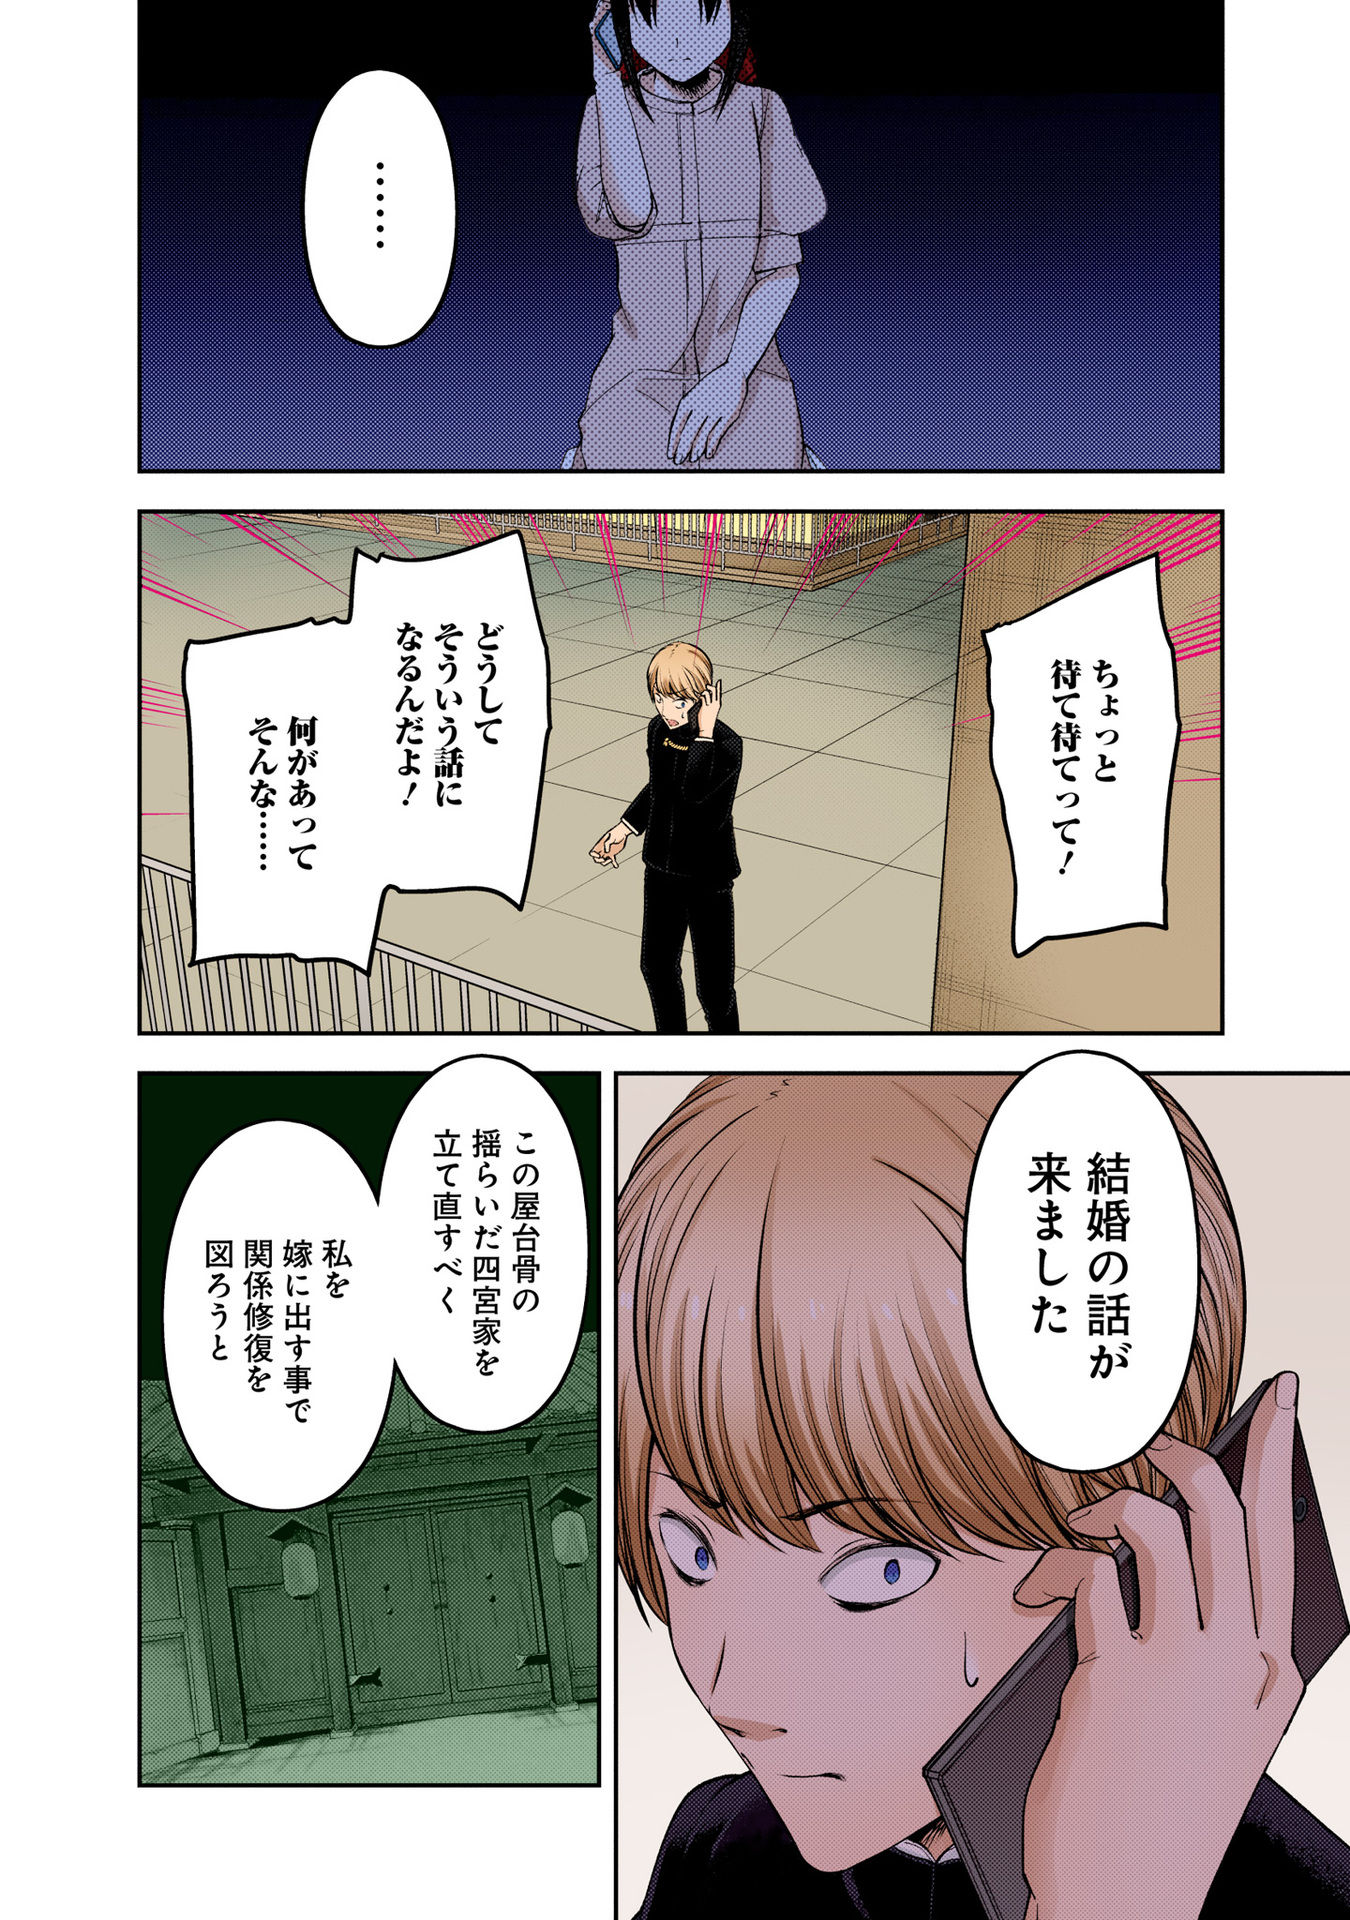 ……
ちょっと
待て待てって！
どうして
そういう話に
なるんだよ！
何があって
そんな……
結婚の話が
来ました
この屋台骨の
揺らいだ四宮家を
立て直すべく
私を
嫁に出す事で
関係修復を
図ろうと